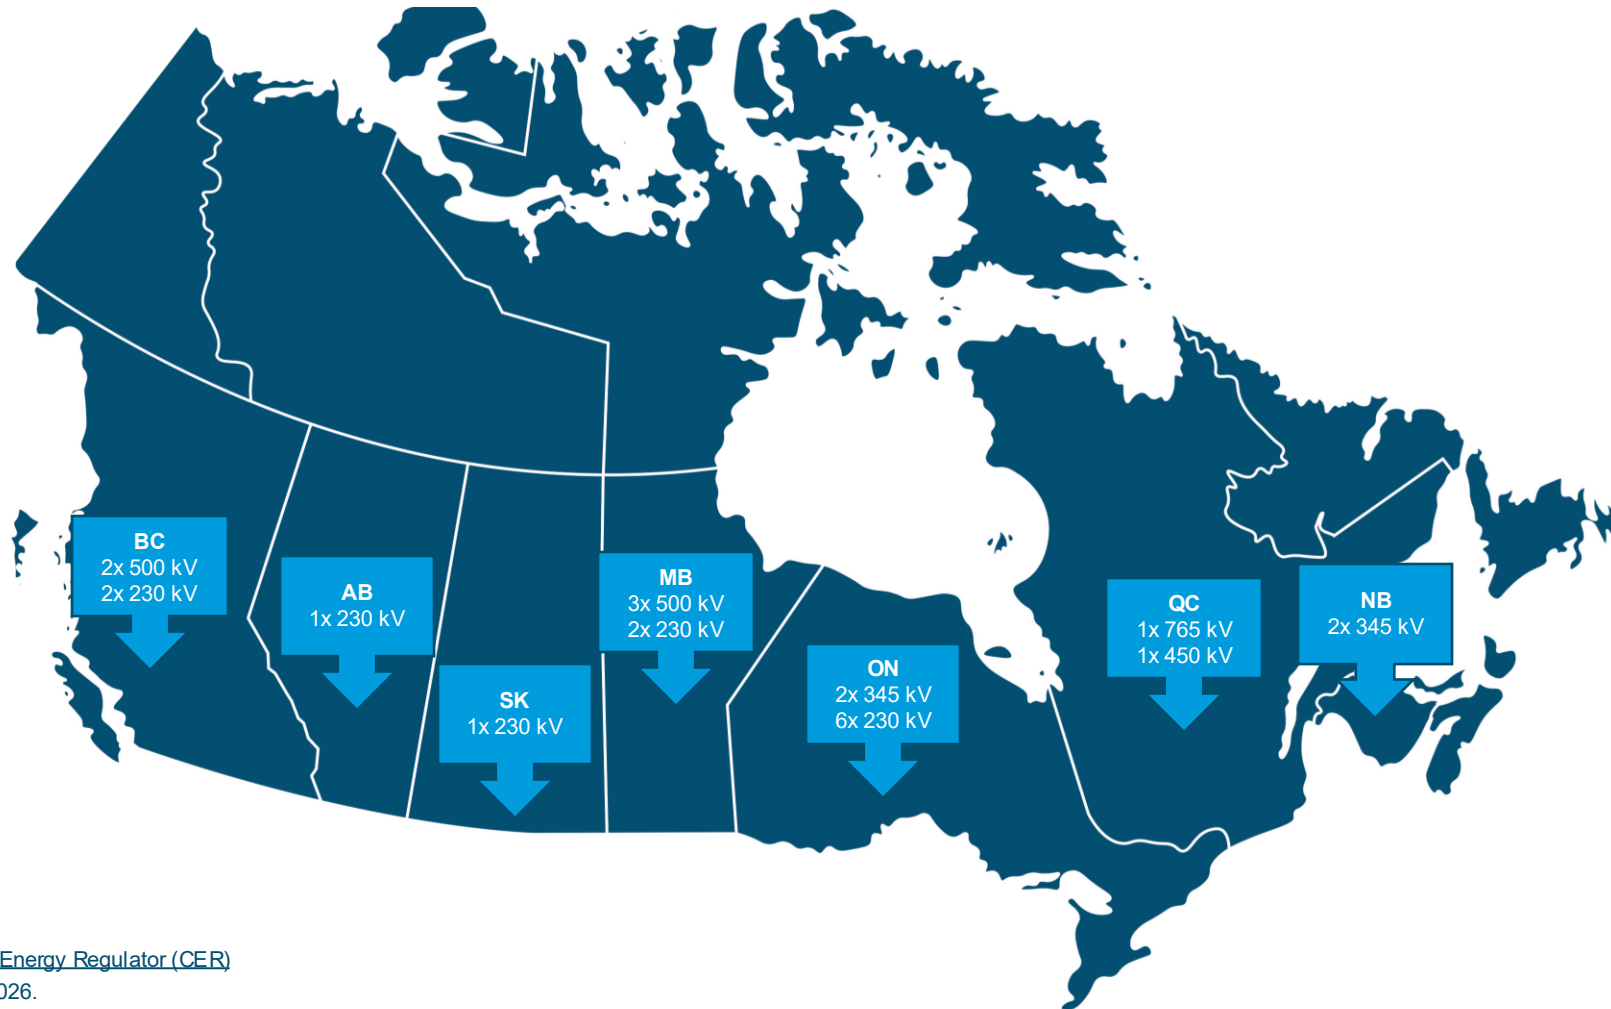 BC
2x 500 kV
2x 230 kV
AB
1x 230 kV
SK
1x 230 kV
MB
3x 500 kV
2x 230 kV
ON
2x 345 kV
6x 230 kV
QC
1x 765 kV
1x 450 kV
NB
2x 345 kV
Energy Regulator (CER)
026.